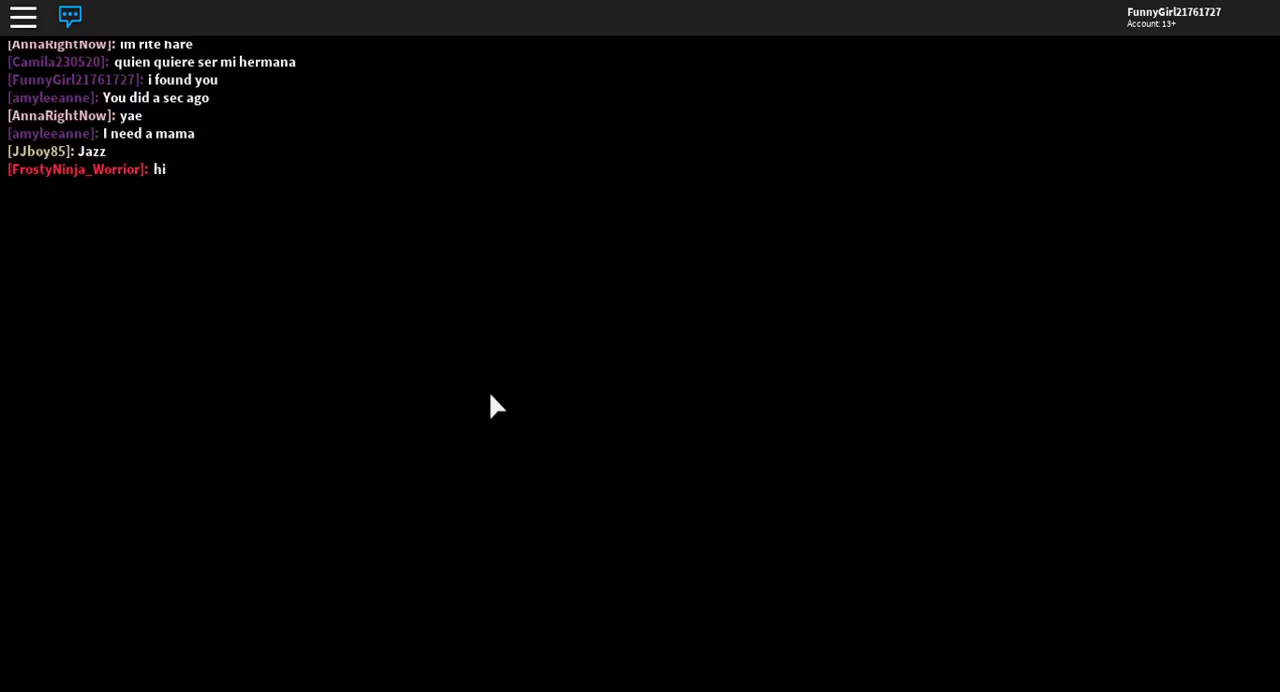 FunnyGirl21761727
Account: 13+
[AnnaRightNow]: im rite hare
[Camila230520]: quien quiere ser mi hermana
[FunnyGirl21761727]: i found you
[amyleeanne]: You did a sec ago
[AnnaRightNow]: yae
[amyleeanne]: I need a mama
[JJboy85]: Jazz
[FrostyNinja_Worrior]: hi